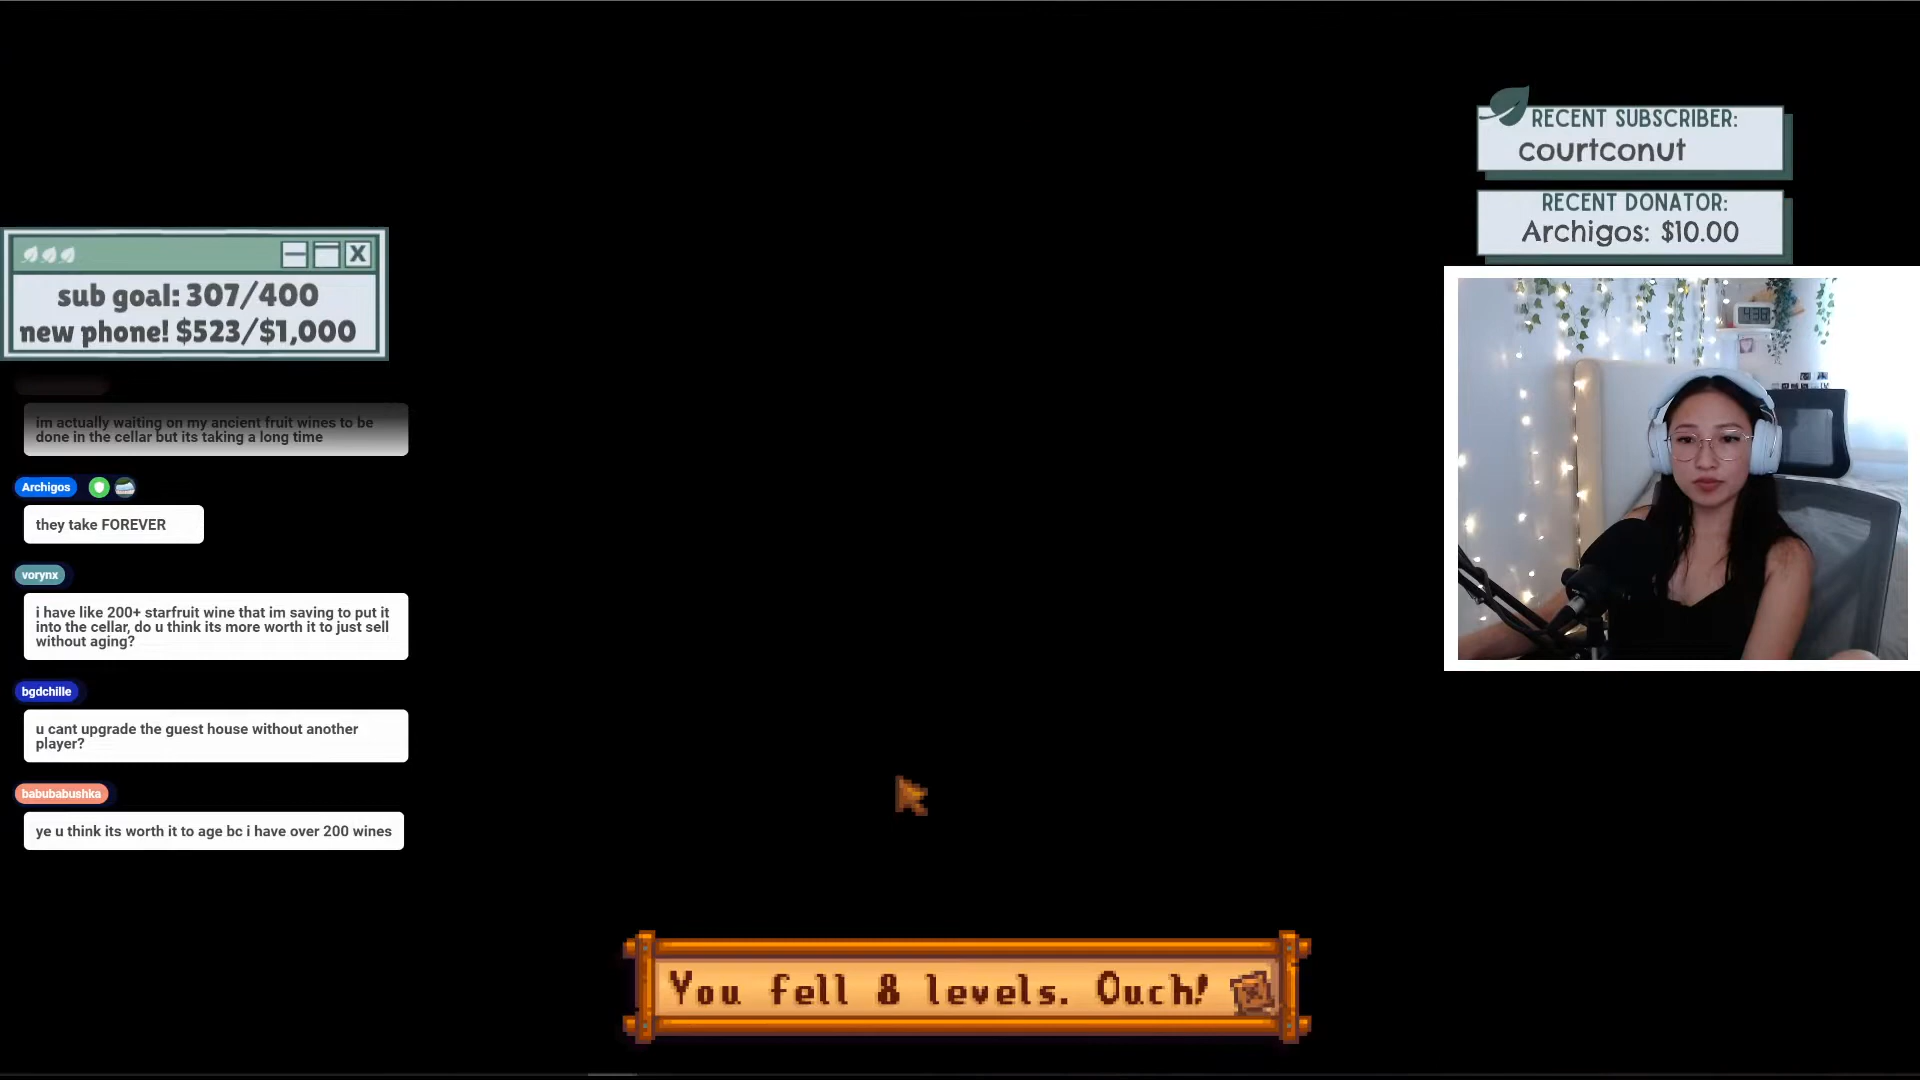 RECENT SUBSCRIBER:
courtconut
RECENT DONATOR:
Archigos: $10.00
sub goal: 307/400
new phone! $523/$1,000
4:38
im actually waiting on my ancient fruit wines to be
done in the cellar but its taking a long time
Archigos
they take FOREVER
vorynx
i have like 200+ starfruit wine that im saving to put it
into the cellar, do u think its more worth it to just sell
without aging?
bgdchille
u cant upgrade the guest house without another
player?
babubabushka
ye u think its worth it to age bc i have over 200 wines
You fell 8 levels. Ouch!